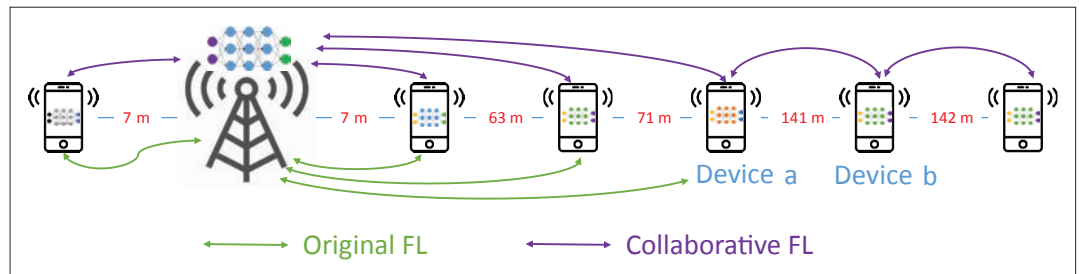 7 m 7 m 63 m 71 m 141 m 142 m
Device a Device b
Original FL Collaborative FL